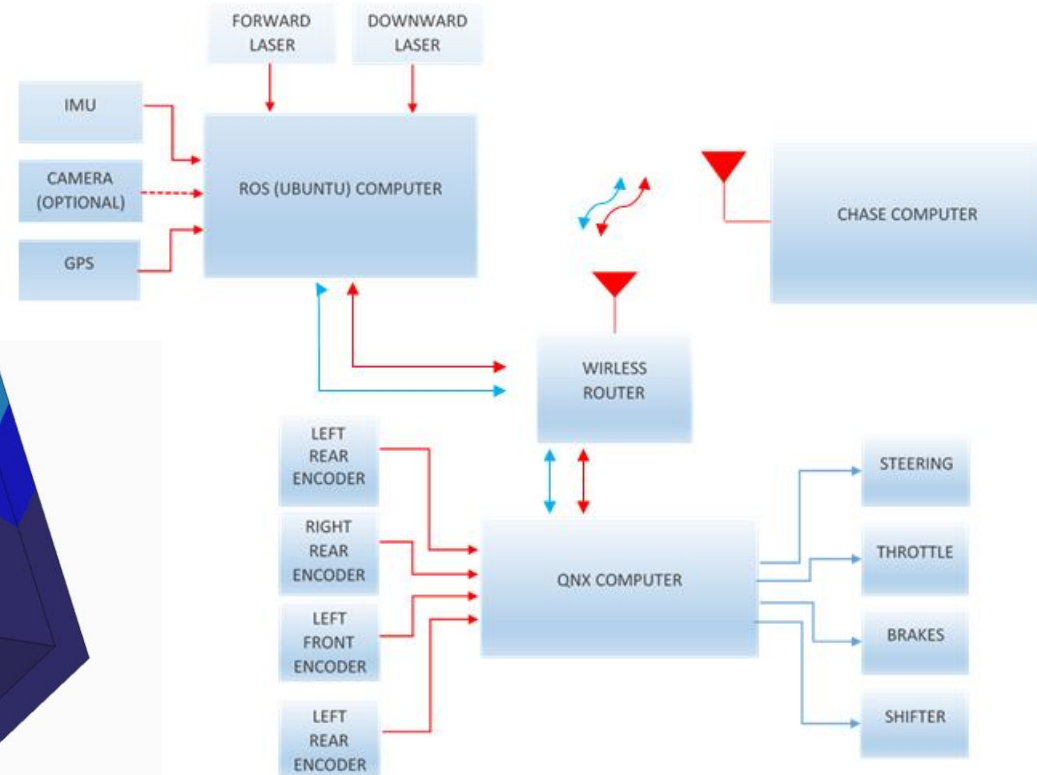 FORWARD
LASER
DOWNWARD
LASER
IMU
CAMERA
(OPTIONAL)
GPS
ROS (UBUNTU) COMPUTER
CHASE COMPUTER
WIRLESS
ROUTER
LEFT
REAR
ENCODER
RIGHT
REAR
ENCODER
LEFT
FRONT
ENCODER
LEFT
REAR
ENCODER
QNX COMPUTER
STEERING
THROTTLE
BRAKES
SHIFTER